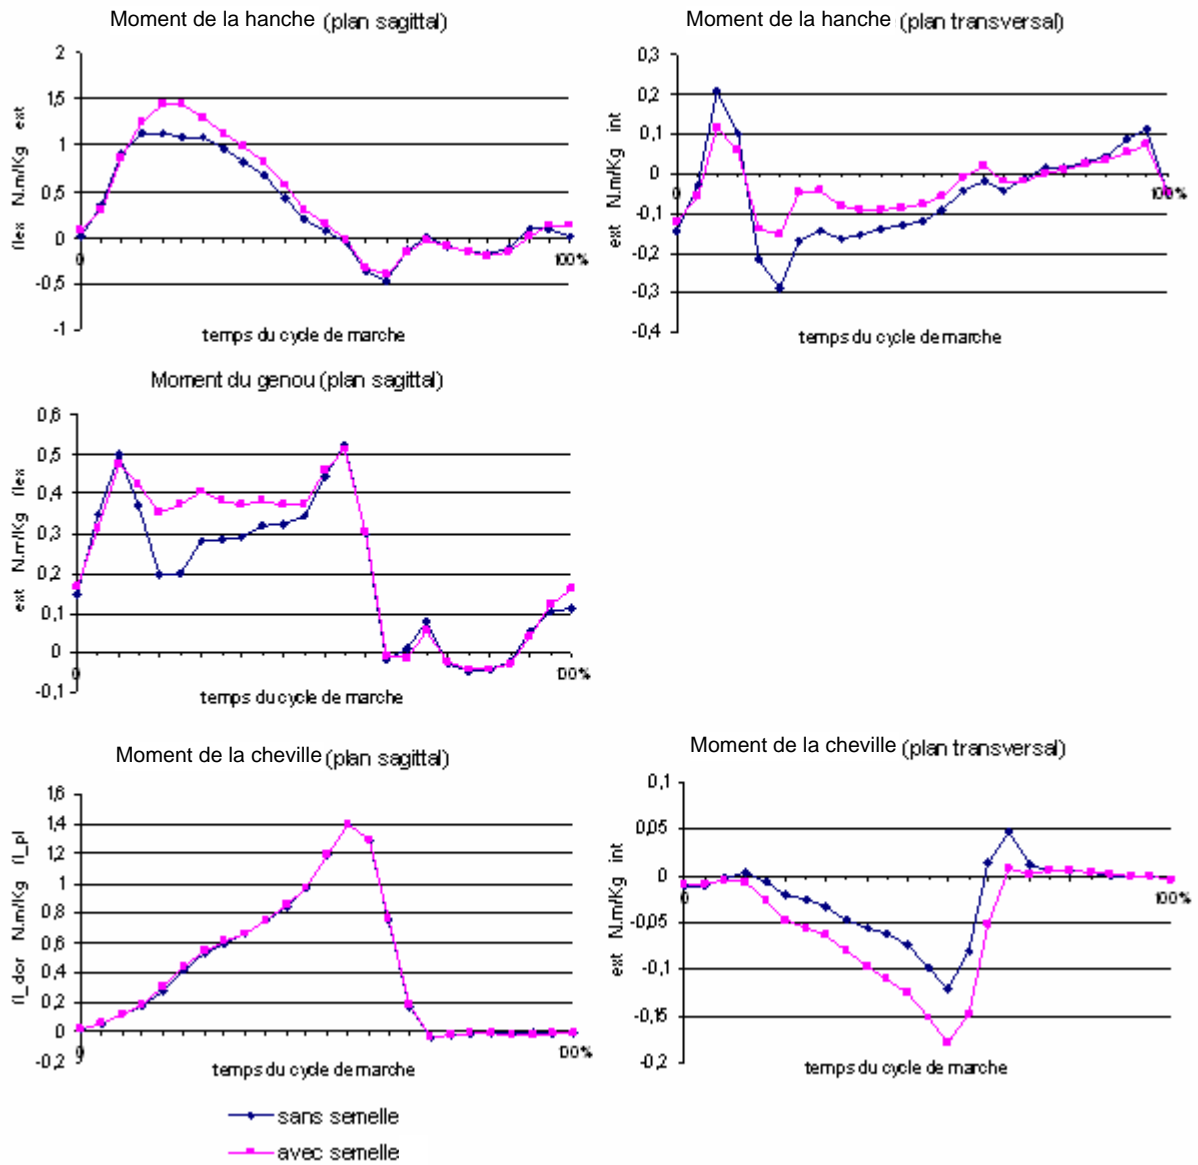 Moment de la hanche (plan sagittal)
2
1,5
1
0,5
0
-0,5
-1
flex N.m/Kg ext
0
100%
temps du cycle de marche
Moment de la hanche (plan transversal)
0,3
0,2
0,1
0
-0,1
-0,2
-0,3
-0,4
ext N.m/Kg int
0
100%
temps du cycle de marche
Moment du genou (plan sagittal)
0,6
0,5
0,4
0,3
0,2
0,1
0
-0,1
ext N.m/Kg flex
0
100%
temps du cycle de marche
Moment de la cheville (plan sagittal)
1,6
1,4
1,2
1
0,8
0,6
0,4
0,2
0
-0,2
fl_dor N.m/Kg fl_pl
100%
temps du cycle de marche
Moment de la cheville (plan transversal)
0,1
0,05
0
-0,05
-0,1
-0,15
-0,2
ext N.m/Kg int
0
100%
temps du cycle de marche
sans semelle
avec semelle